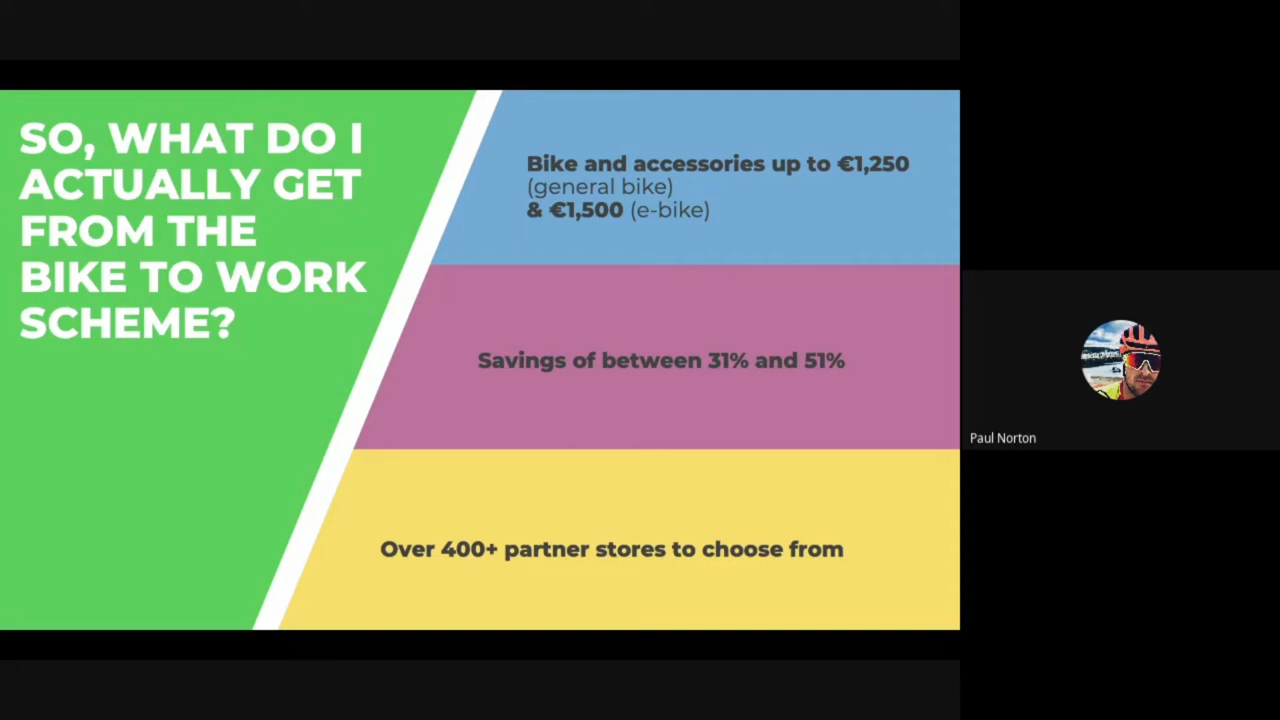 SO, WHAT DO I
ACTUALLY GET
FROM THE
BIKE TO WORK
SCHEME?
Bike and accessories up to €1,250
(general bike)
& €1,500 (e-bike)
Savings of between 31% and 51%
Over 400+ partner stores to choose from
Paul Norton